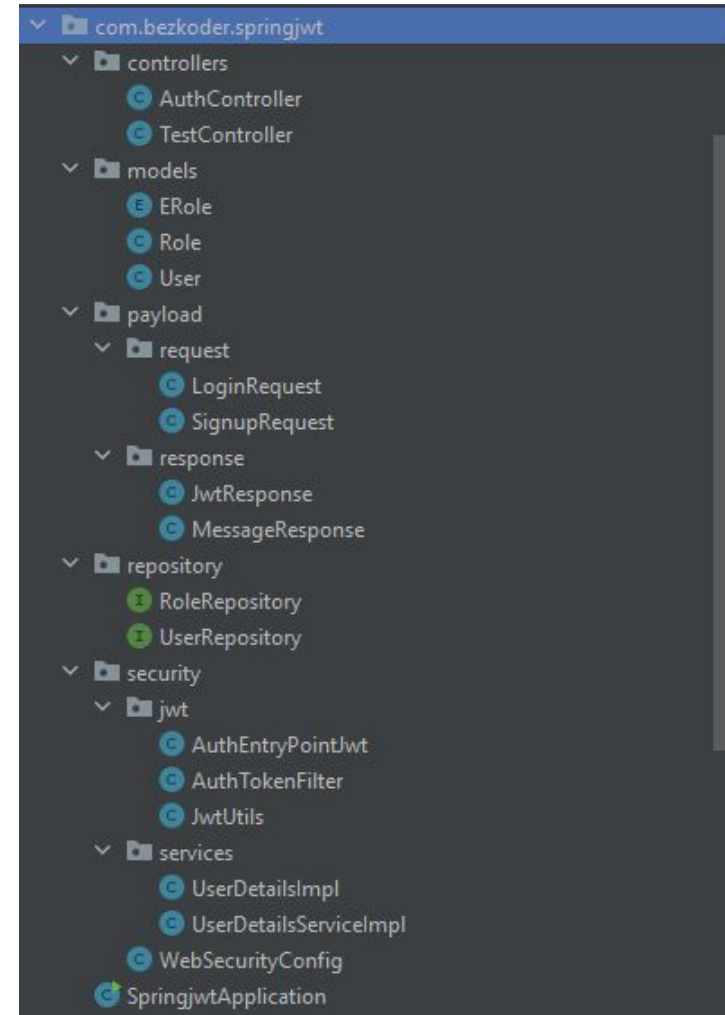 com.bezkoder.springjwt
controllers
C AuthController
C TestController
models
E ERole
C Role
C User
payload
request
C LoginRequest
C SignupRequest
response
C JwtResponse
C MessageResponse
repository
I RoleRepository
I UserRepository
security
jwt
C AuthEntryPointJwt
C AuthTokenFilter
C JwtUtils
services
C UserDetailsImpl
C UserDetailsServiceImpl
C WebSecurityConfig
C SpringjwtApplication